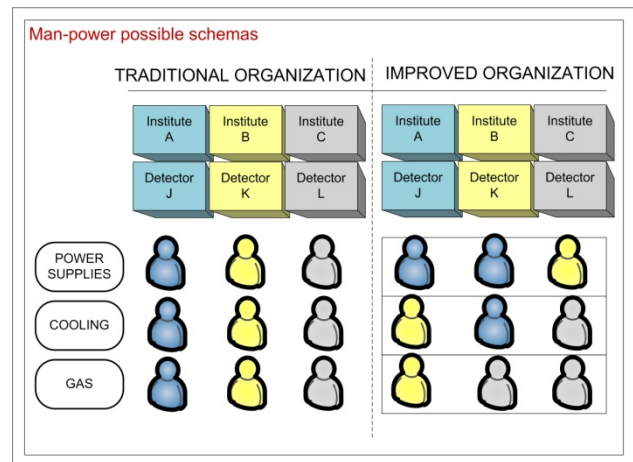 Man-power possible schemas
TRADITIONAL ORGANIZATION
IMPROVED ORGANIZATION
Institute
A
Institute
B
Institute
C
Institute
A
Institute
B
Institute
C
Detector
J
Detector
K
Detector
L
Detector
J
Detector
K
Detector
L
POWER
SUPPLIES
COOLING
GAS